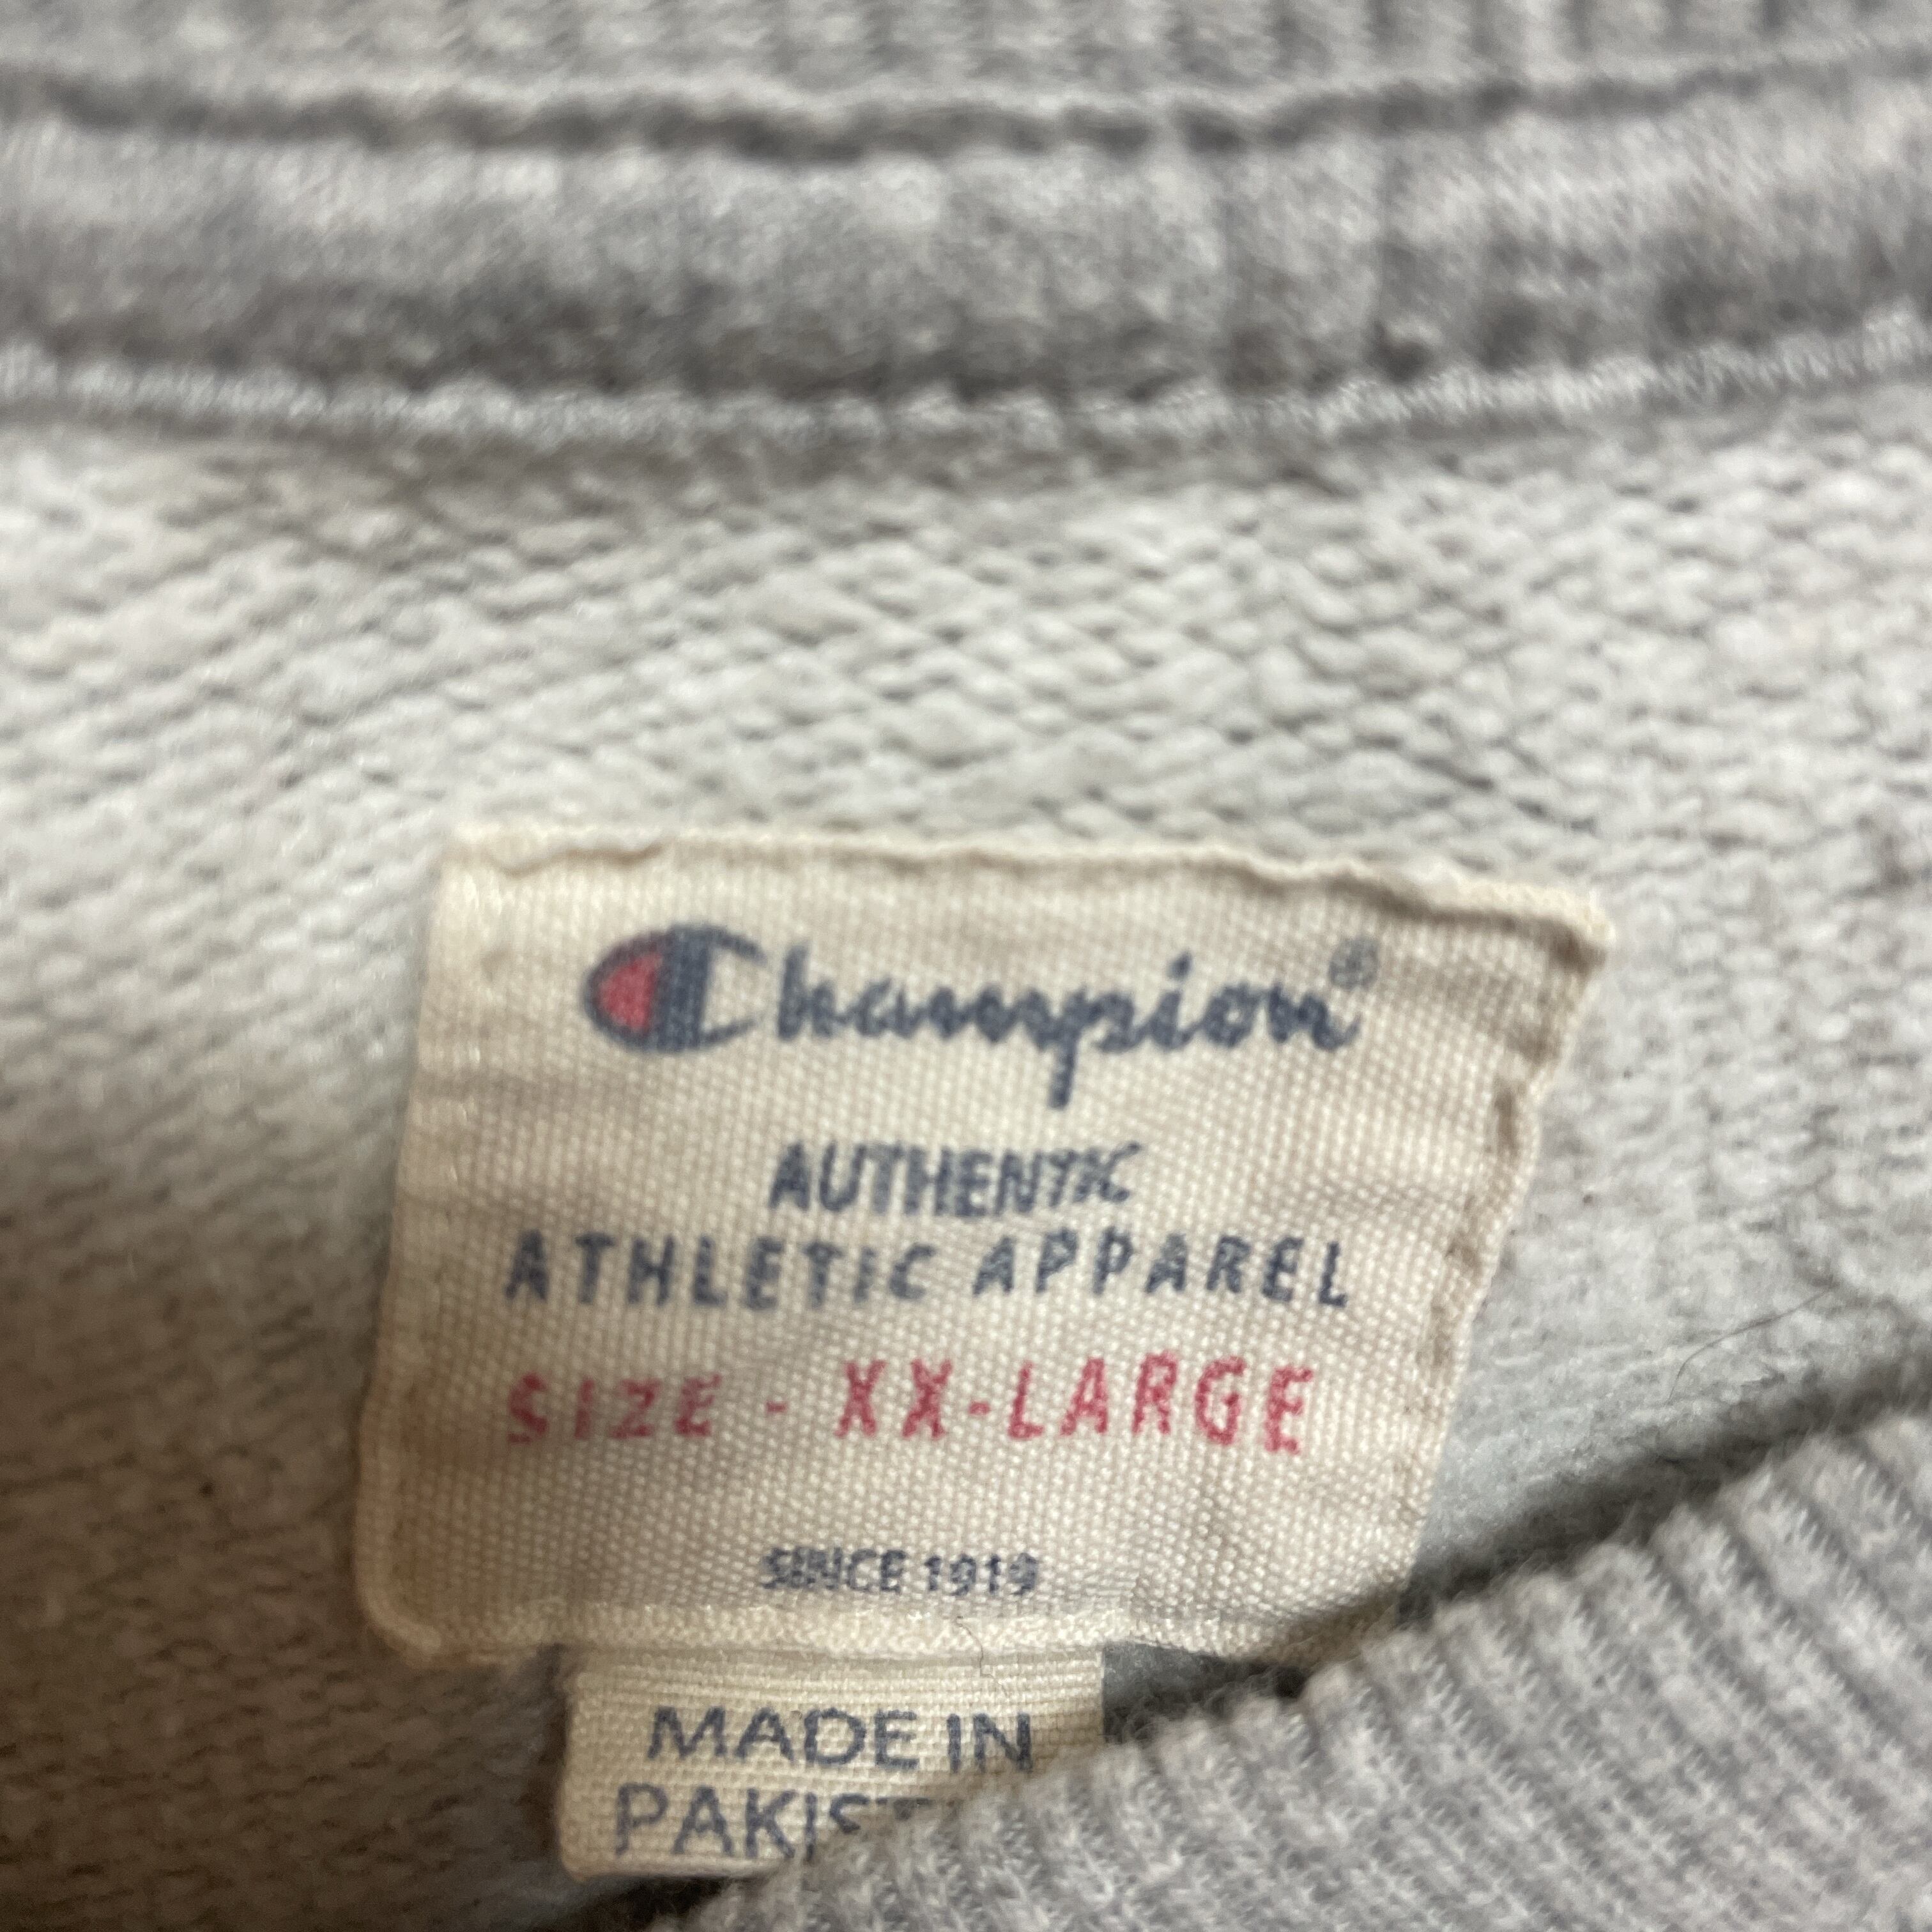 Champion®
AUTHENTIC
ATHLETIC APPAREL
SIZE - XX-LARGE
SINCE 1919
MADE IN